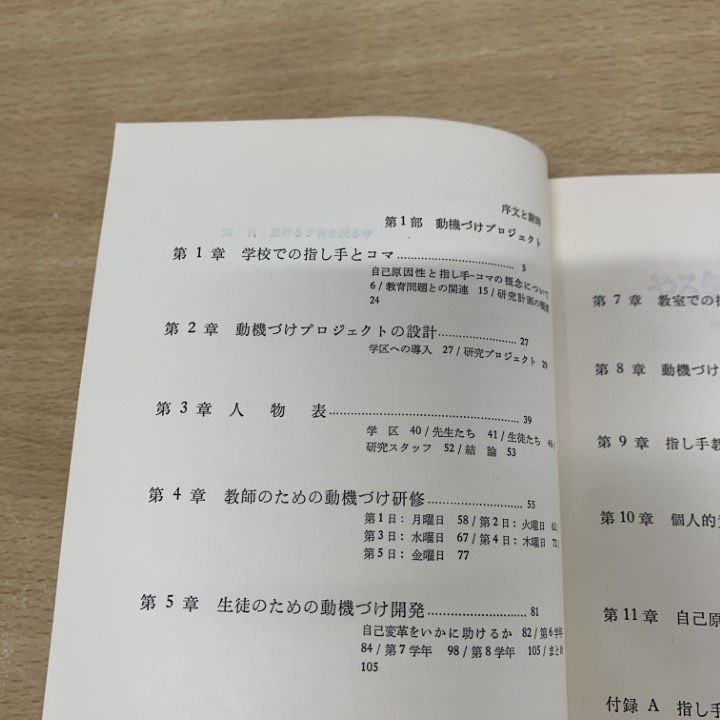 序文と謝辞
第1部 動機づけプロジェクト
第1章 学校での指し手とコマ 5
自己原因性と指し手-コマの概念について
6/教育問題との関連 15/研究計画の概要
24
第2章 動機づけプロジェクトの設計 27
学区への導入 27/研究プロジェクト 29
第3章 人物表 39
学区 40/先生たち 41/生徒たち 46/
研究スタッフ 52/結論 53
第4章 教師のための動機づけ研修 55
第1日:月曜日 58/第2日:火曜日 62/
第3日:水曜日 67/第4日:木曜日 72/
第5日:金曜日 77
第5章 生徒のための動機づけ開発 81
自己変革をいかに助けるか 82/第6学年
84/第7学年 98/第8学年 105/まとめ
105
第7章 教室での
第8章 動機づけ
第9章 指し手教
第10章 個人的
第11章 自己原
付録 A 指し手